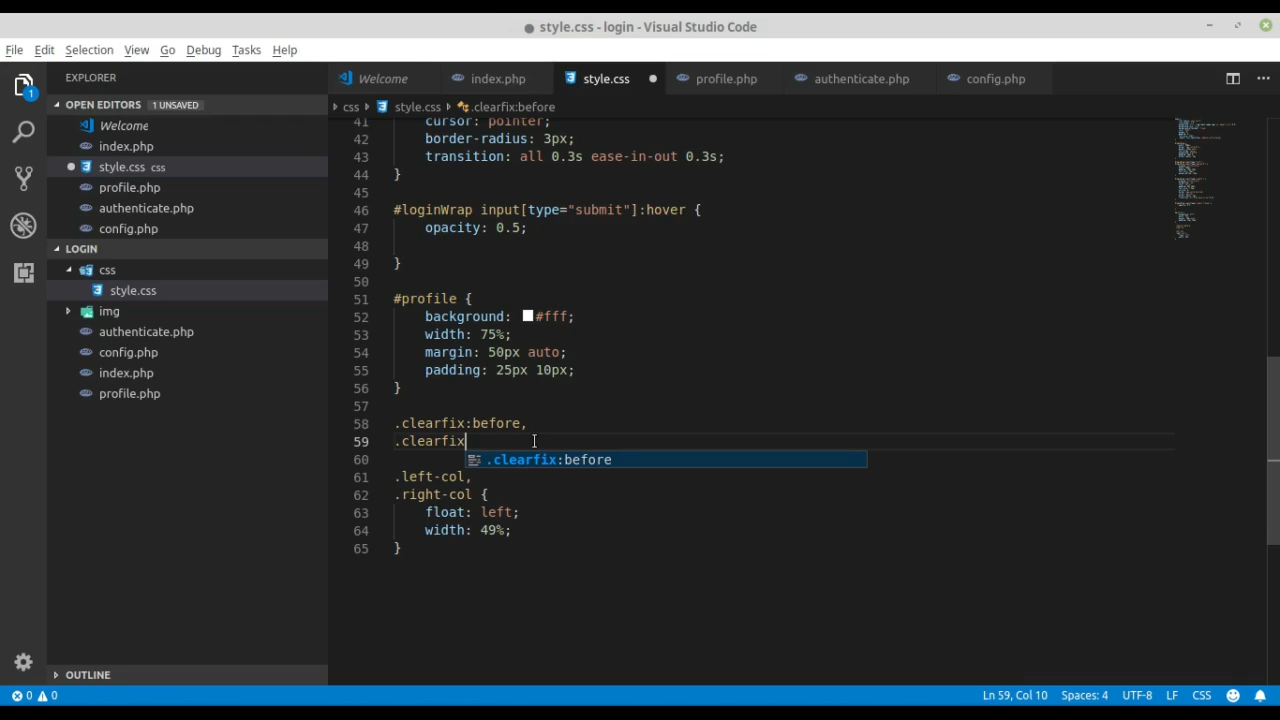 style.css - login - Visual Studio Code
File Edit Selection View Go Debug Tasks Help
EXPLORER
OPEN EDITORS 1 UNSAVED
Welcome
index.php
style.css css
profile.php
authenticate.php
config.php
LOGIN
css
style.css
img
authenticate.php
config.php
index.php
profile.php
OUTLINE
1
Welcome index.php style.css profile.php authenticate.php config.php
css style.css .clearfix:before
41 cursor: pointer;
42 border-radius: 3px;
43 transition: all 0.3s ease-in-out 0.3s;
44 }
45
46 #loginWrap input[type="submit"]:hover {
47 opacity: 0.5;
48
49 }
50
51 #profile {
52 background: #fff;
53 width: 75%;
54 margin: 50px auto;
55 padding: 25px 10px;
56 }
57
58 .clearfix:before,
59 .clearfix
60 .clearfix:before
61 .left-col,
62 .right-col {
63 float: left;
64 width: 49%;
65 }
0 0 Ln 59, Col 10 Spaces: 4 UTF-8 LF CSS